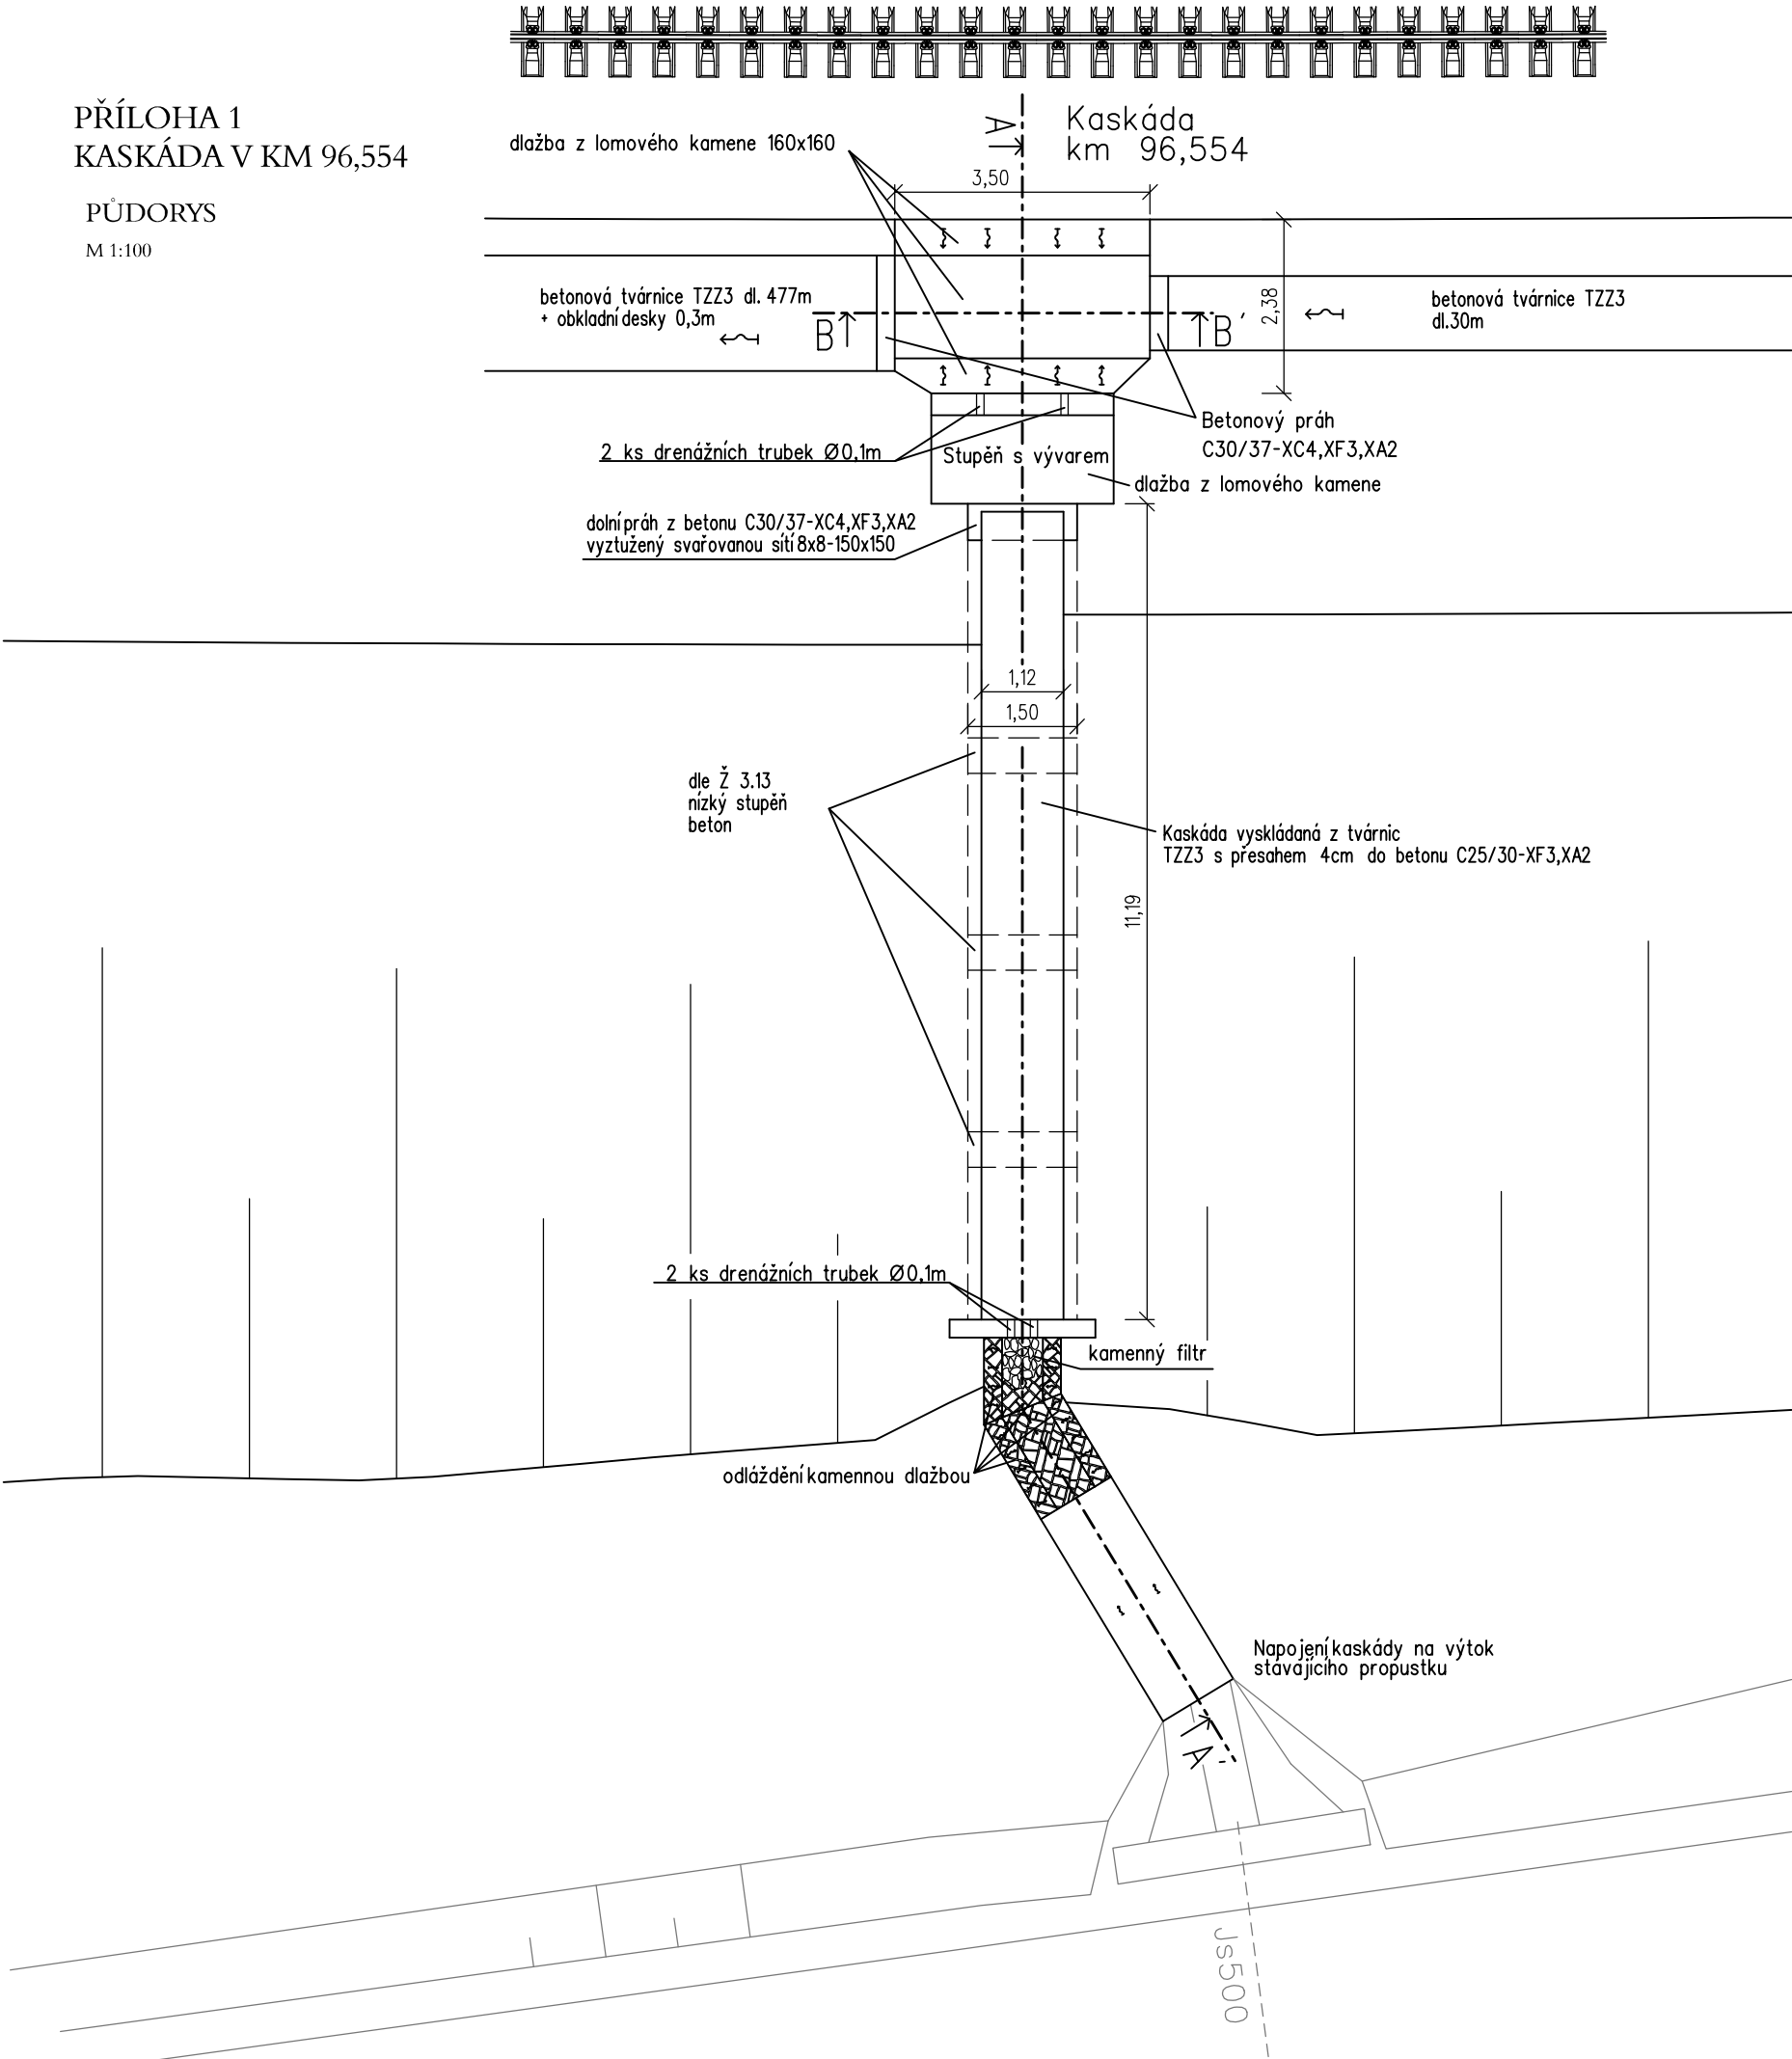 PŘÍLOHA 1
KASKÁDA V KM 96,554
PŮDORYS
M 1:100
dlažba z lomového kamene 160x160
A
Kaskáda
km 96,554
3,50
betonová tvárnice TZZ3 dl. 477m
+ obkladní desky 0,3m
B
B´
2,38
betonová tvárnice TZZ3
dl.30m
Betonový práh
C30/37-XC4,XF3,XA2
2 ks drenážních trubek Ø0,1m
Stupěň s vývarem
dlažba z lomového kamene
dolní práh z betonu C30/37-XC4,XF3,XA2
vyztužený svařovanou sítí 8x8-150x150
1,12
1,50
dle Ž 3.13
nízký stupěň
beton
Kaskáda vyskládaná z tvárnic
TZZ3 s přesahem 4cm do betonu C25/30-XF3,XA2
11,19
2 ks drenážních trubek Ø0,1m
kamenný filtr
odláždění kamennou dlažbou
Napojení kaskády na výtok
stávajícího propustku
A'
Js500